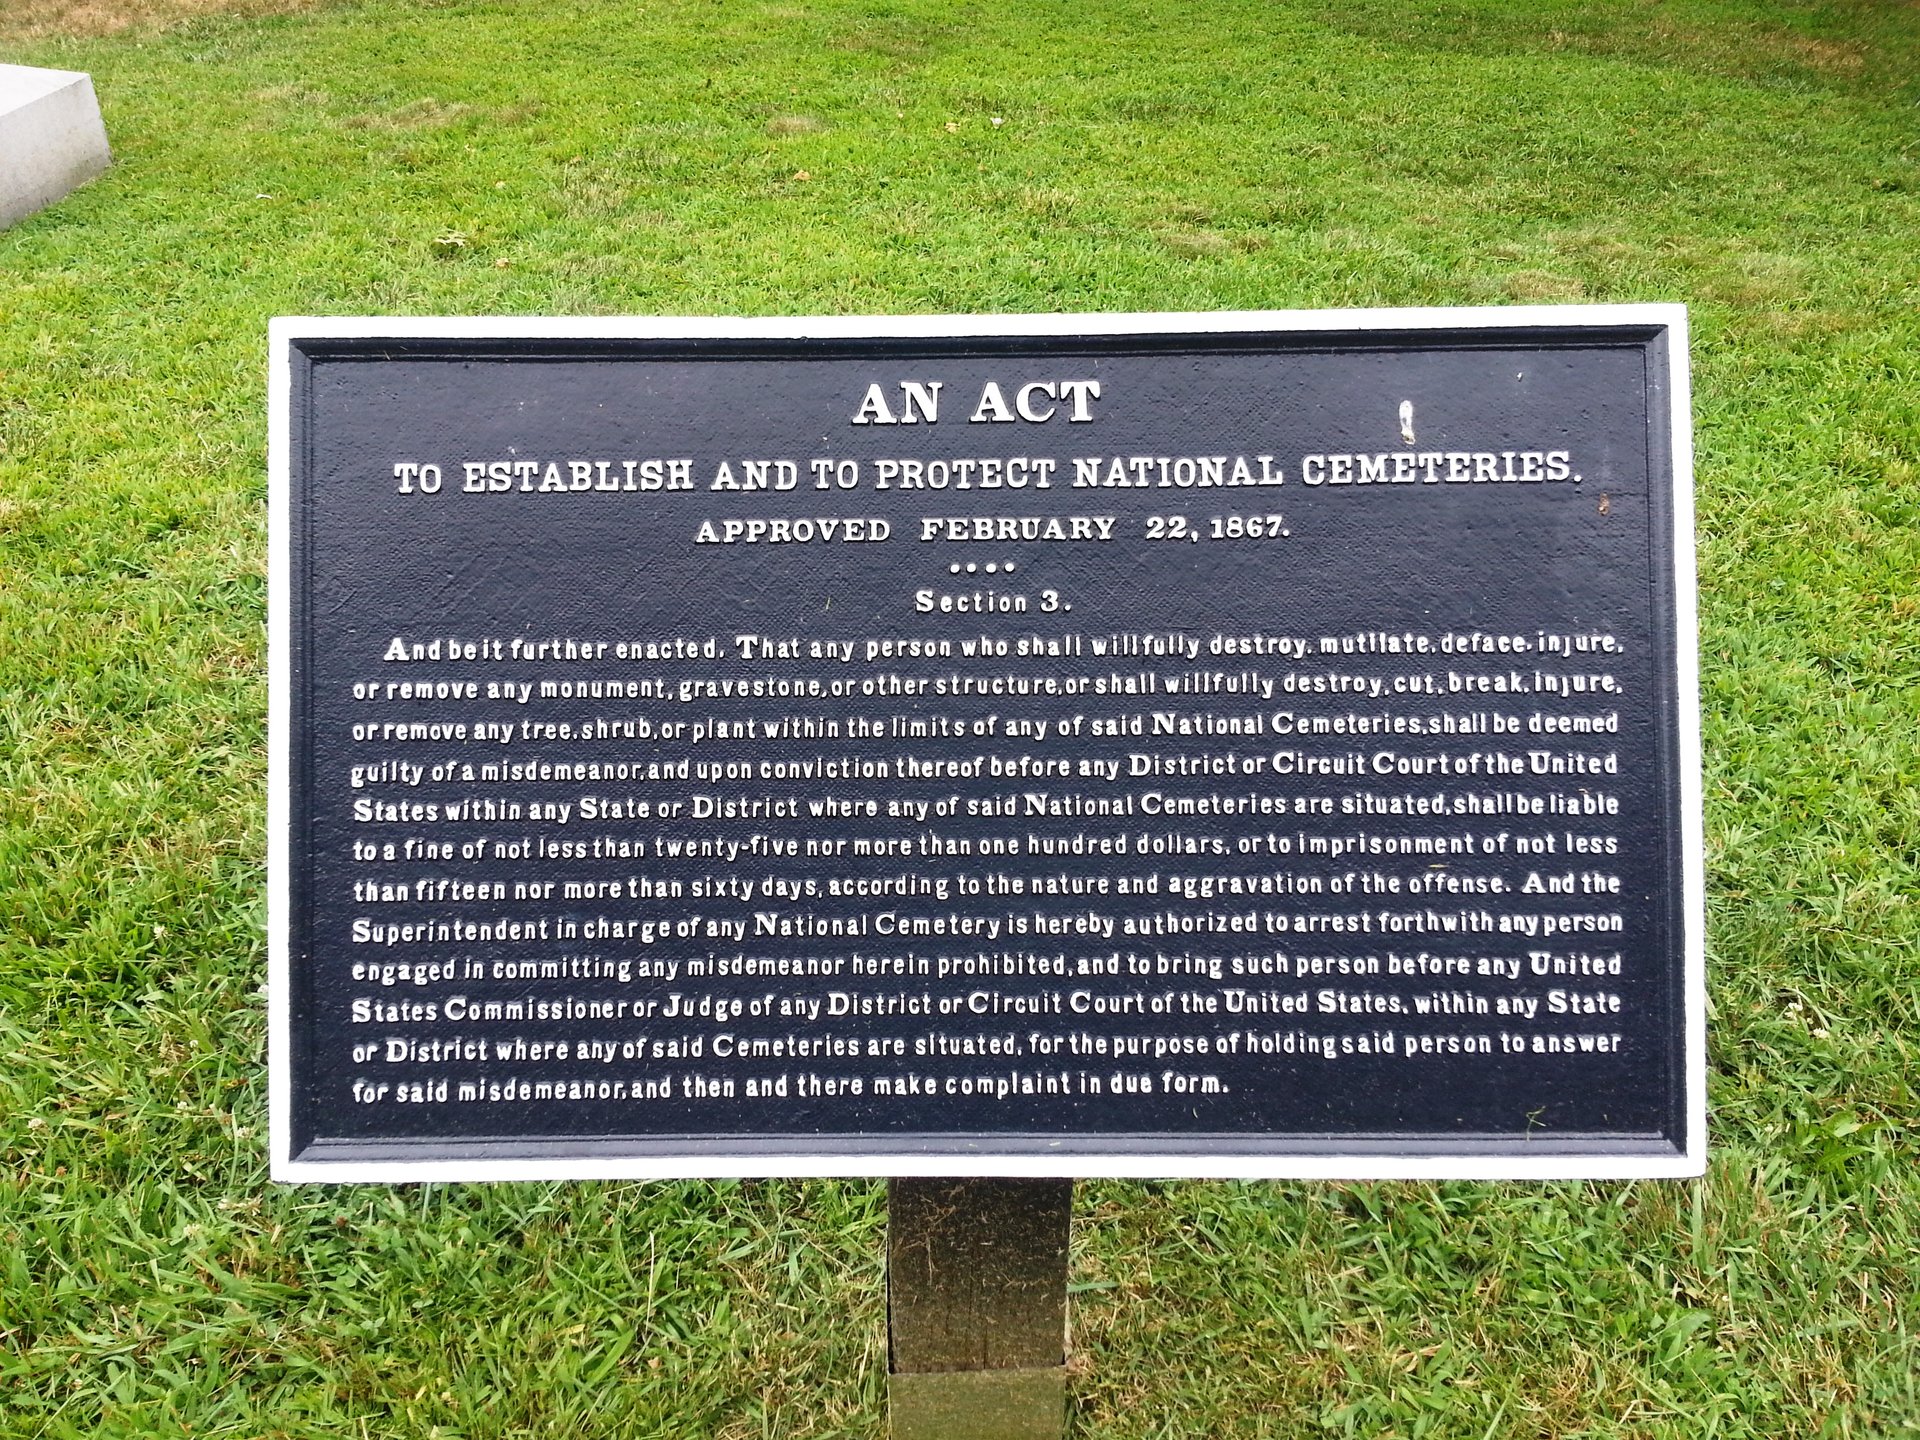 AN ACT
TO ESTABLISH AND TO PROTECT NATIONAL CEMETERIES.
APPROVED FEBRUARY 22, 1867.
....
Section 3.
And be it further enacted. That any person who shall willfully destroy, mutilate, deface, injure,
or remove any monument, gravestone, or other structure, or shall willfully destroy, cut, break, injure,
or remove any tree, shrub, or plant within the limits of any of said National Cemeteries, shall be deemed
guilty of a misdemeanor, and upon conviction thereof before any District or Circuit Court of the United
States within any State or District where any of said National Cemeteries are situated, shall be liable
to a fine of not less than twenty-five nor more than one hundred dollars, or to imprisonment of not less
than fifteen nor more than sixty days, according to the nature and aggravation of the offense. And the
Superintendent in charge of any National Cemetery is hereby authorized to arrest forthwith any person
engaged in committing any misdemeanor herein prohibited, and to bring such person before any United
States Commissioner or Judge of any District or Circuit Court of the United States, within any State
or District where any of said Cemeteries are situated, for the purpose of holding said person to answer
for said misdemeanor, and then and there make complaint in due form.